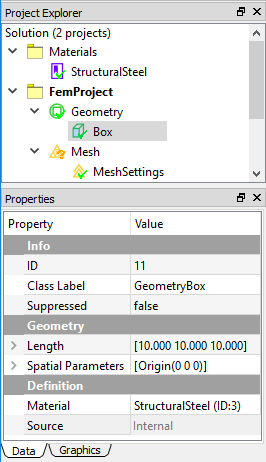 Project Explorer
Solution (2 projects)
Materials
StructuralSteel
FemProject
Geometry
Box
Mesh
MeshSettings
Properties
Property Value
Info
ID 11
Class Label GeometryBox
Suppressed false
Geometry
Length [10.000 10.000 10.000]
Spatial Parameters [Origin(0 0 0)]
Definition
Material StructuralSteel (ID:3)
Source Internal
Data Graphics